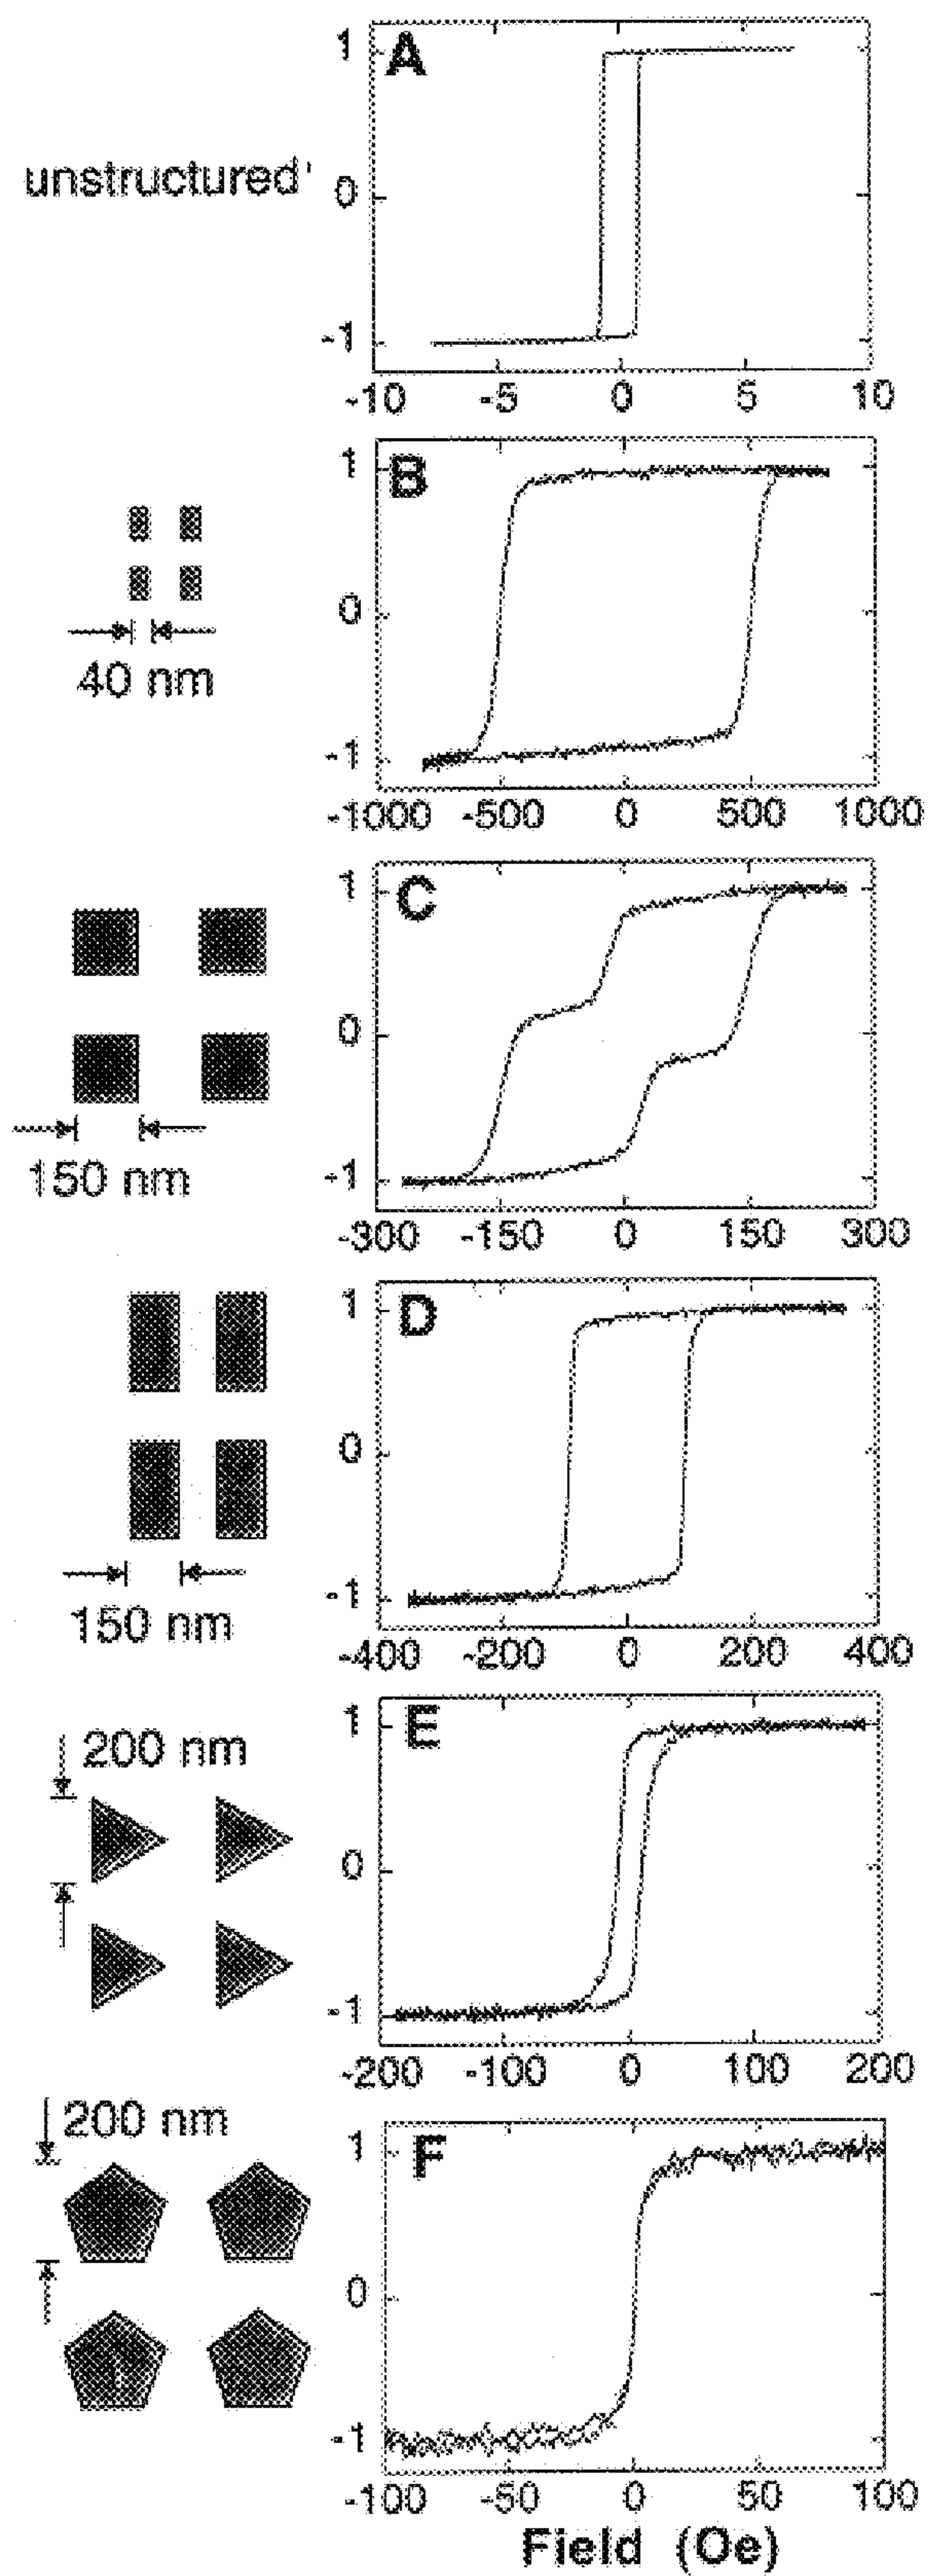 A
1
unstructured
0
-1
-10 -5 0 5 10
B
1
0
40 nm
-1
-1000 -500 0 500 1000
C
1
0
150 nm
-1
-300 -150 0 150 300
D
1
0
-1
150 nm
-400 -200 0 200 400
E
1
200 nm
0
-1
-200 -100 0 100 200
200 nm
F
1
0
-1
-100 -50 0 50 100
Field (Oe)